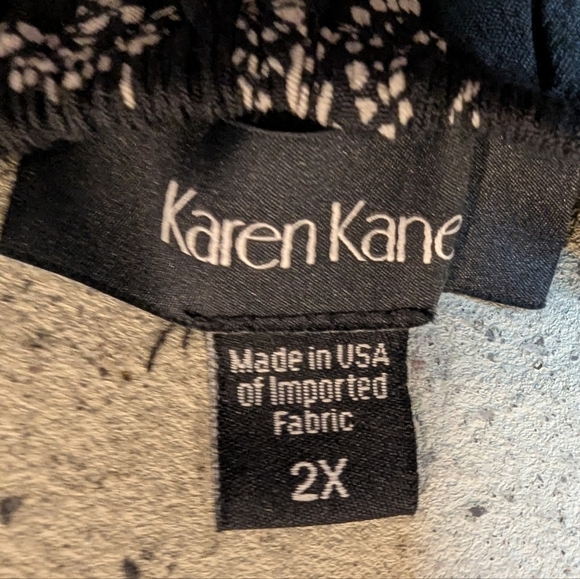 Karen Kane
Made in USA
of Imported
Fabric
2X